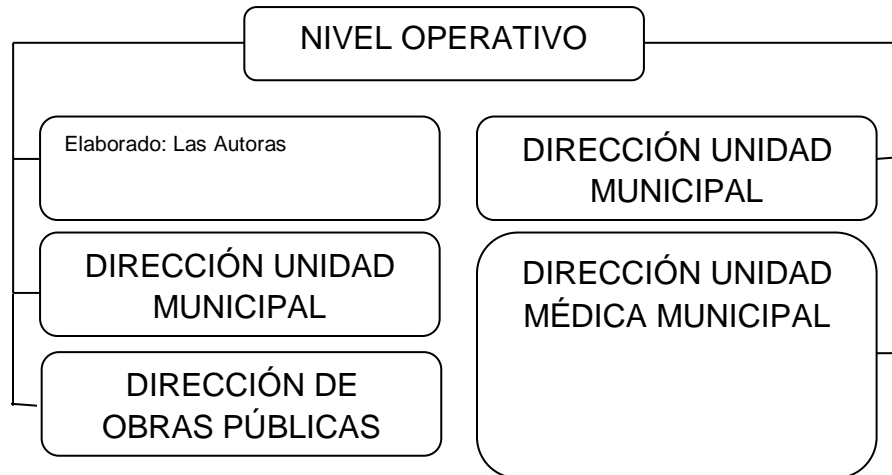 NIVEL OPERATIVO
Elaborado: Las Autoras
DIRECCIÓN UNIDAD
MUNICIPAL
DIRECCIÓN UNIDAD
MUNICIPAL
DIRECCIÓN UNIDAD
MÉDICA MUNICIPAL
DIRECCIÓN DE
OBRAS PÚBLICAS